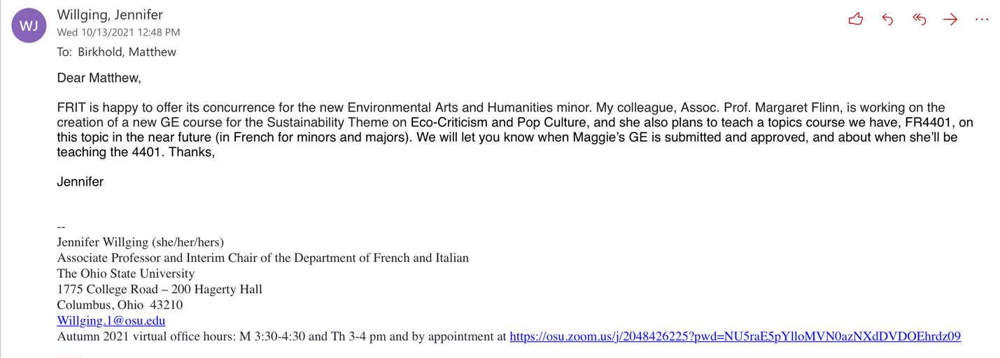 WJ
Willging, Jennifer
Wed 10/13/2021 12:48 PM
To: Birkhold, Matthew
Dear Matthew,
FRIT is happy to offer its concurrence for the new Environmental Arts and Humanities minor. My colleague, Assoc. Prof. Margaret Flinn, is working on the
creation of a new GE course for the Sustainability Theme on Eco-Criticism and Pop Culture, and she also plans to teach a topics course we have, FR4401, on
this topic in the near future (in French for minors and majors). We will let you know when Maggie’s GE is submitted and approved, and about when she’ll be
teaching the 4401. Thanks,
Jennifer
--
Jennifer Willging (she/her/hers)
Associate Professor and Interim Chair of the Department of French and Italian
The Ohio State University
1775 College Road – 200 Hagerty Hall
Columbus, Ohio  43210
Willging.1@osu.edu
Autumn 2021 virtual office hours: M 3:30-4:30 and Th 3-4 pm and by appointment at https://osu.zoom.us/j/2048426225?pwd=NU5raE5pYlloMVN0azNXdDVDOEhrdz09